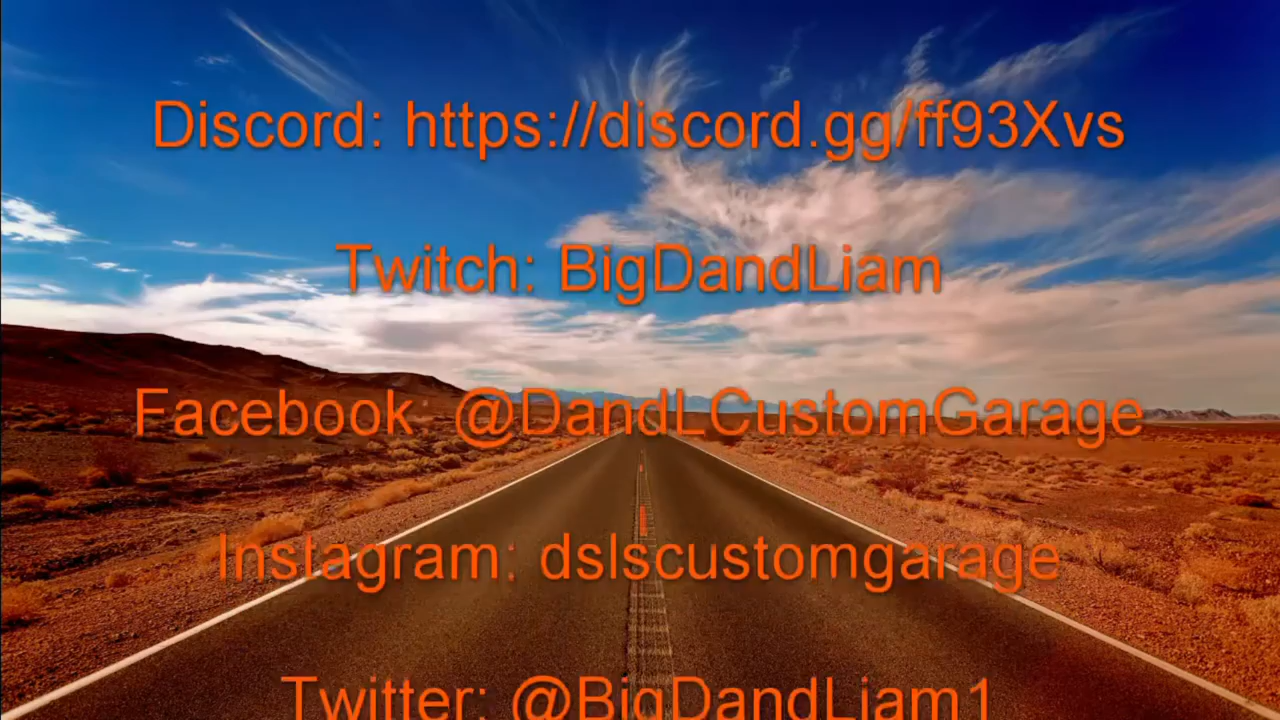 Discord: https://discord.gg/ff93Xvs
Twitch: BigDandLiam
Facebook: @DandLCustomGarage
Instagram: dslscustomgarage
Twitter: @BigDandLiam1